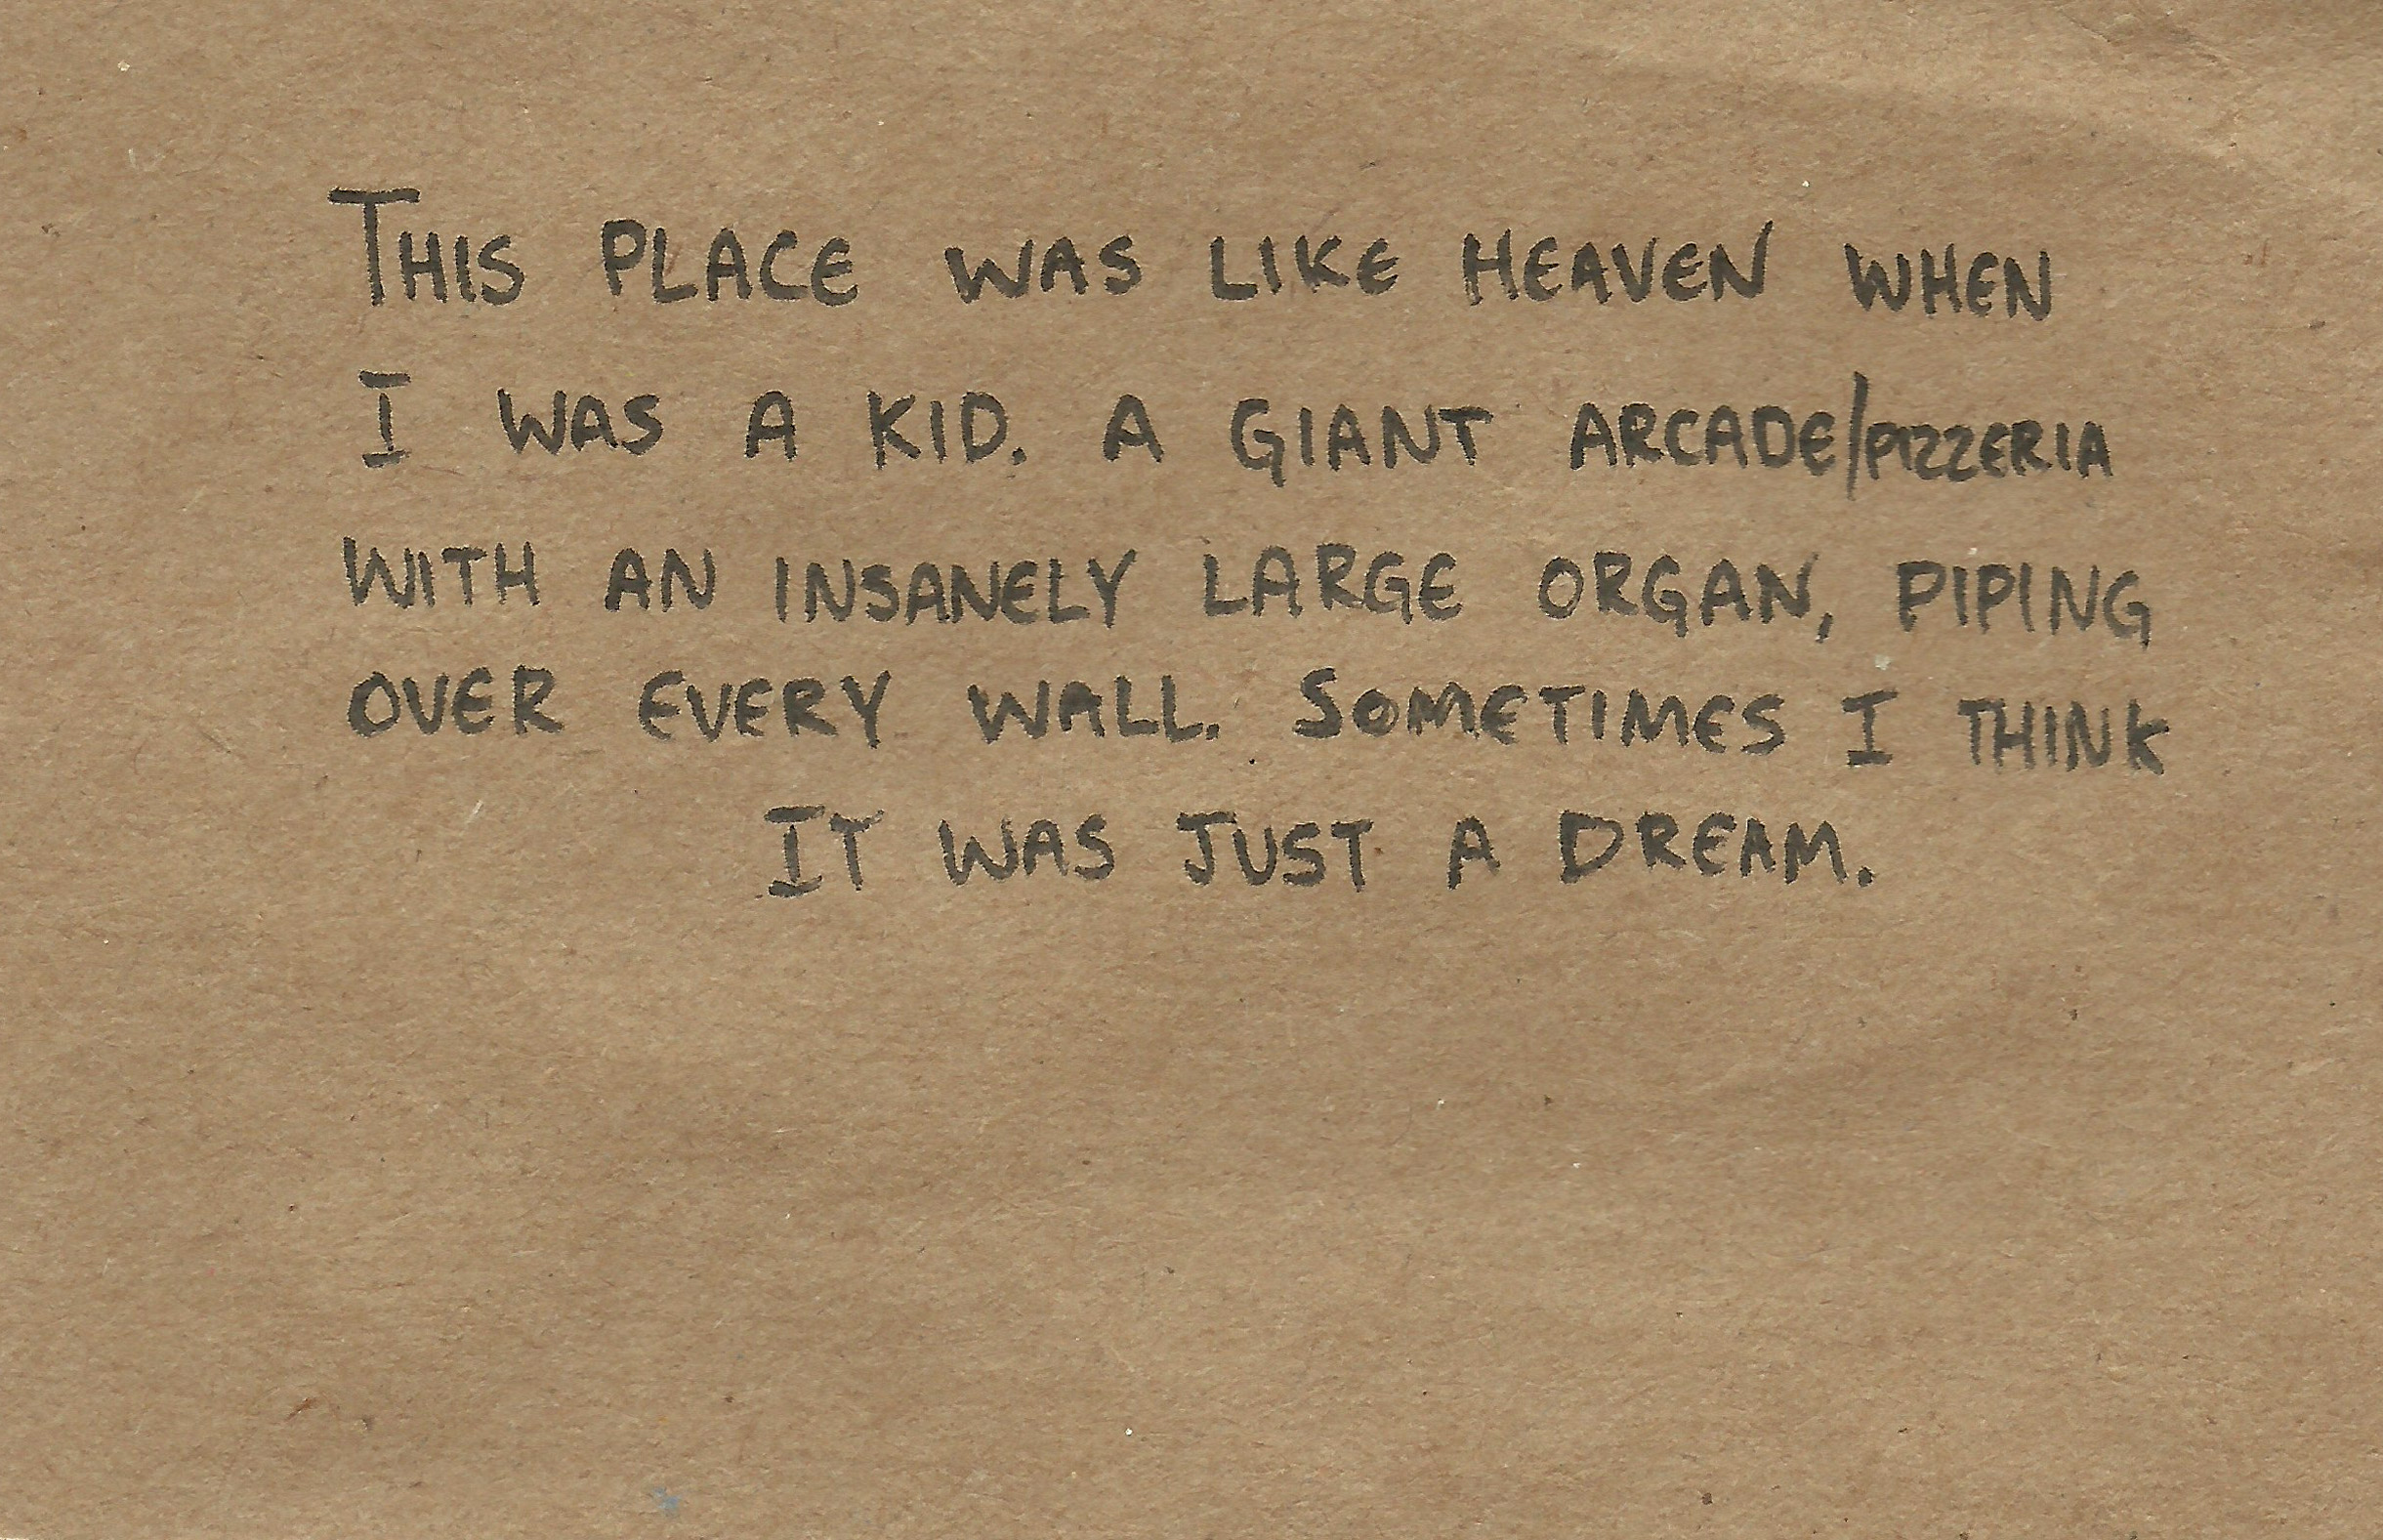 THIS PLACE WAS LIKE HEAVEN WHEN
I WAS A KID. A GIANT ARCADE/PIZZERIA
WITH AN INSANELY LARGE ORGAN, PIPING
OVER EVERY WALL. SOMETIMES I THINK
IT WAS JUST A DREAM.